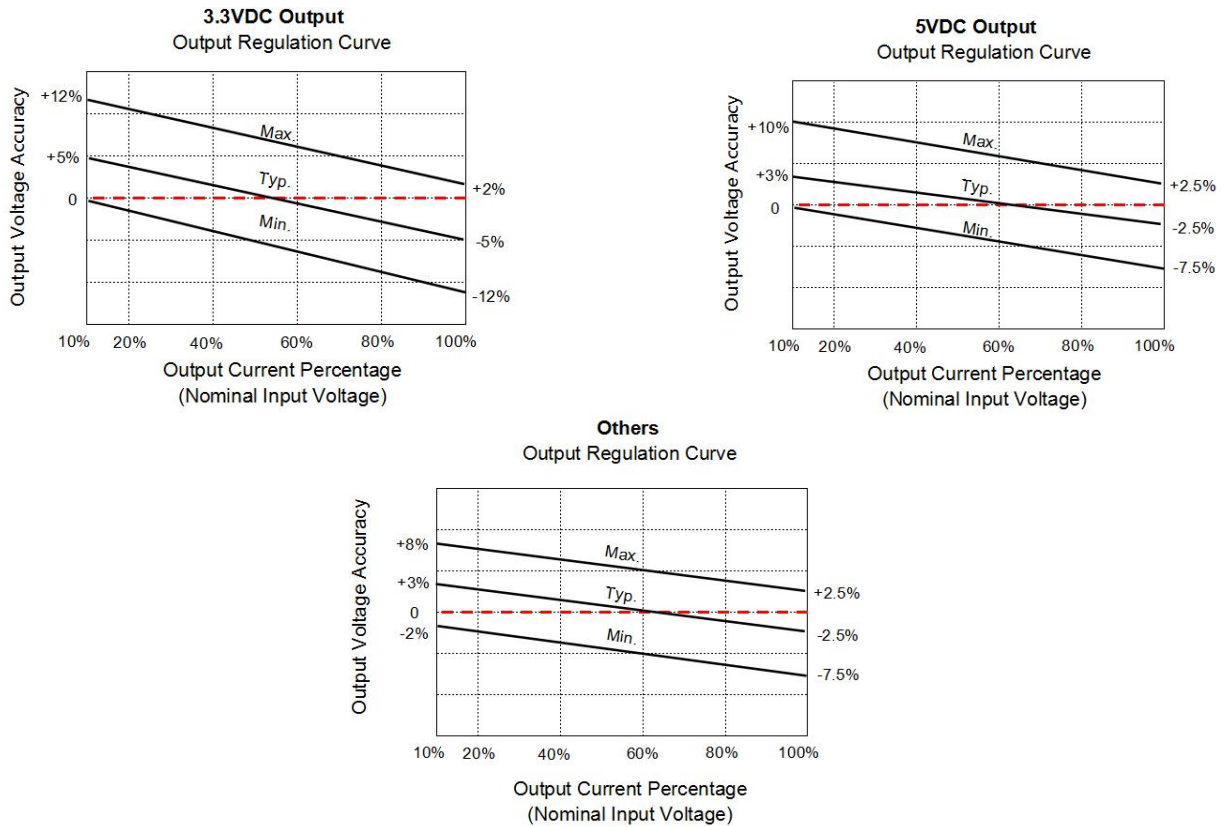 3.3VDC Output
Output Regulation Curve
Output Voltage Accuracy
+12%
+5%
0
Max.
Typ.
Min.
+2%
-5%
-12%
10% 20% 40% 60% 80% 100%
Output Current Percentage
(Nominal Input Voltage)
5VDC Output
Output Regulation Curve
Output Voltage Accuracy
+10%
+3%
0
Max.
Typ.
Min.
+2.5%
-2.5%
-7.5%
10% 20% 40% 60% 80% 100%
Output Current Percentage
(Nominal Input Voltage)
Others
Output Regulation Curve
Output Voltage Accuracy
+8%
+3%
0
-2%
Max.
Typ.
Min.
+2.5%
-2.5%
-7.5%
10% 20% 40% 60% 80% 100%
Output Current Percentage
(Nominal Input Voltage)